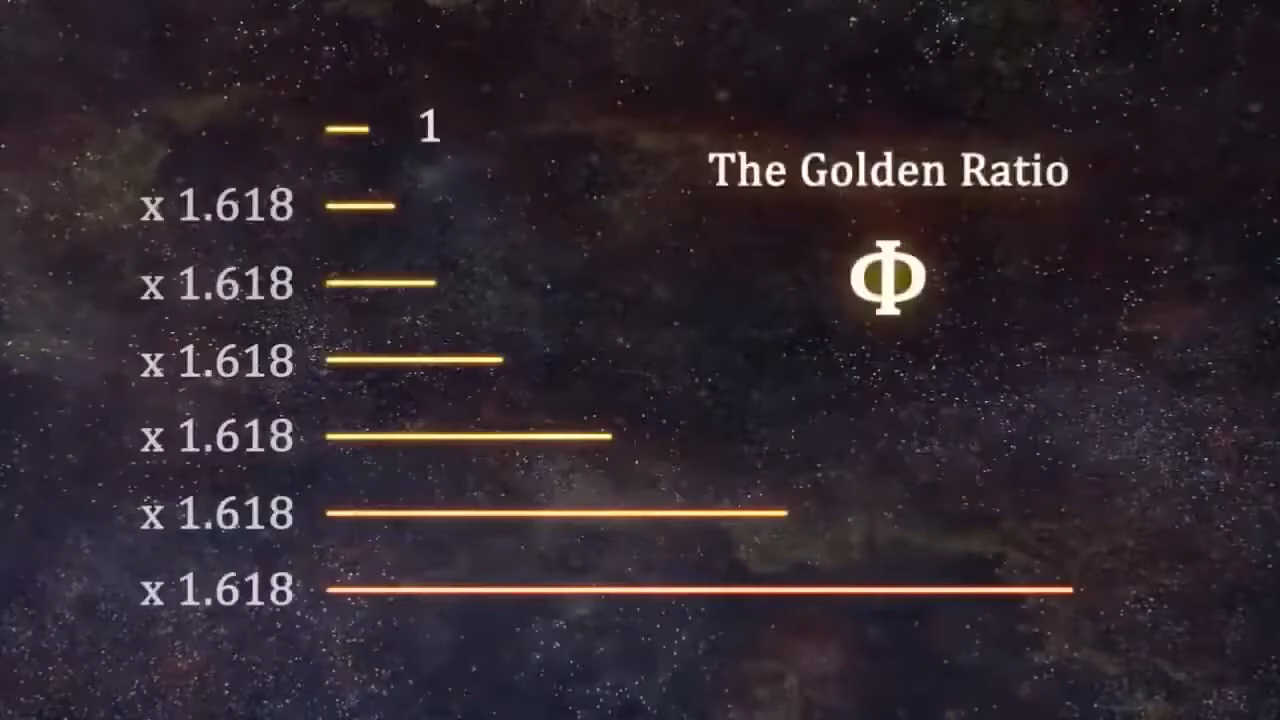 1
x 1.618
x 1.618
x 1.618
x 1.618
x 1.618
x 1.618
The Golden Ratio
Φ